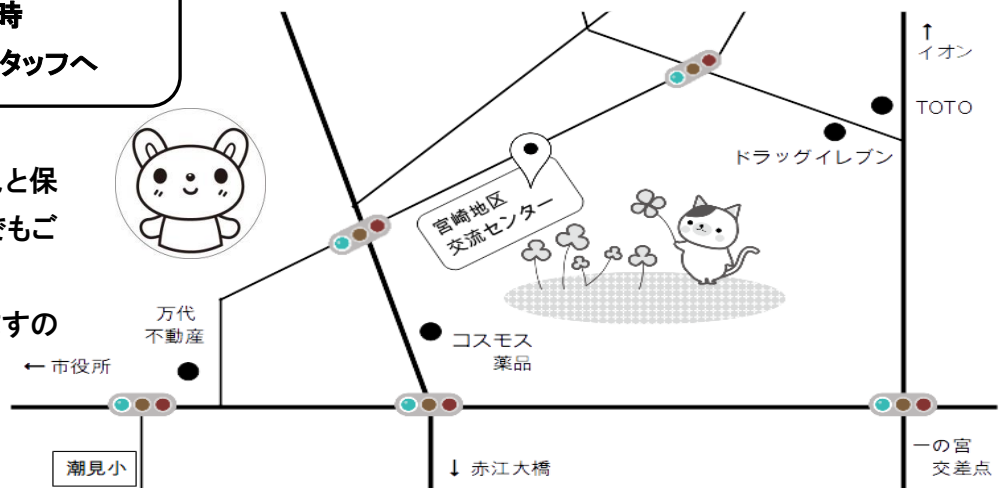 時
タッフへ
と保
でもご
すの
↑
イオン
TOTO
ドラッグイレブン
宮崎地区
交流センター
万代
不動産
← 市役所
コスモス
薬品
潮見小
↓ 赤江大橋
一の宮
交差点